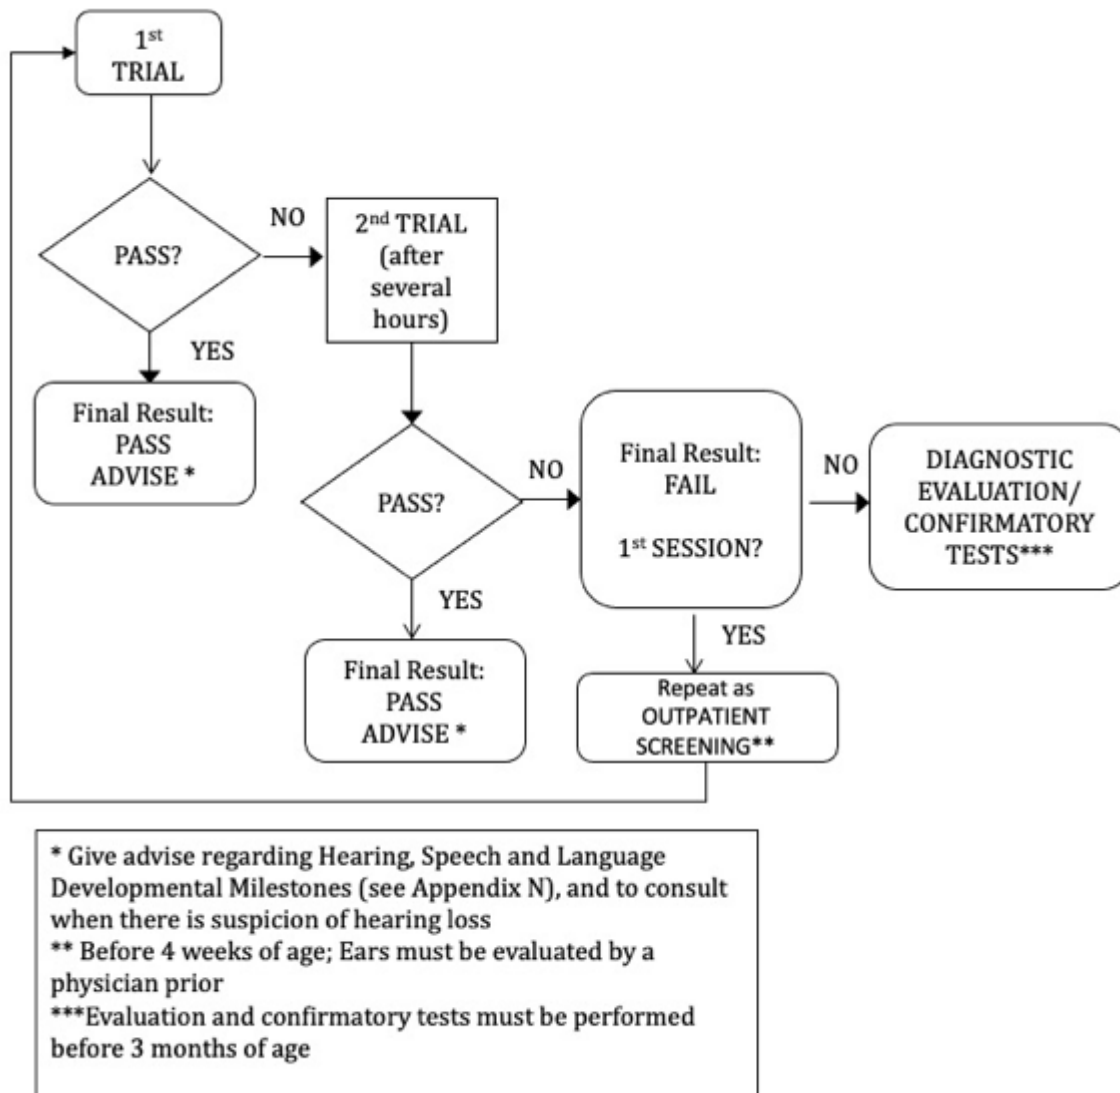 1st
TRIAL
PASS?
NO
2nd TRIAL
(after
several
hours)
YES
Final Result:
PASS
ADVISE *
PASS?
NO
Final Result:
FAIL
1st SESSION?
NO
DIAGNOSTIC
EVALUATION/
CONFIRMATORY
TESTS***
YES
Final Result:
PASS
ADVISE *
YES
Repeat as
OUTPATIENT
SCREENING**
* Give advise regarding Hearing, Speech and Language
Developmental Milestones (see Appendix N), and to consult
when there is suspicion of hearing loss
** Before 4 weeks of age; Ears must be evaluated by a
physician prior
***Evaluation and confirmatory tests must be performed
before 3 months of age